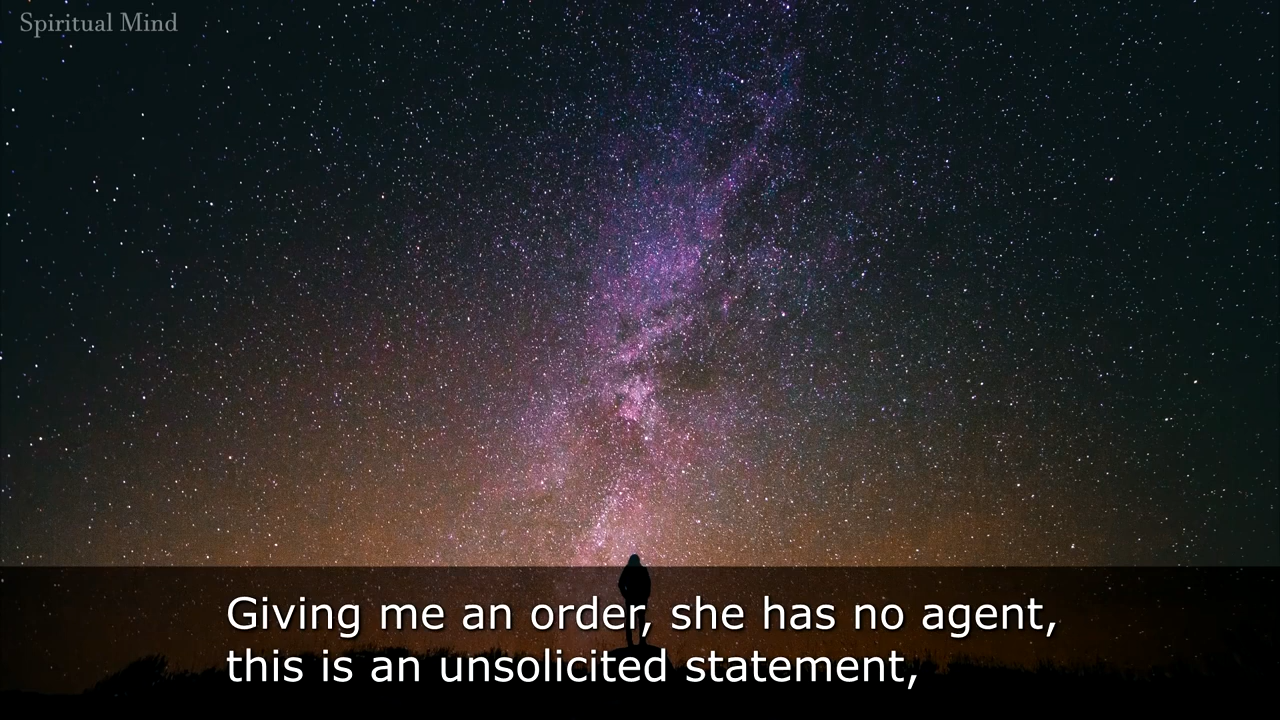 Spiritual Mind
Giving me an order, she has no agent,
this is an unsolicited statement,